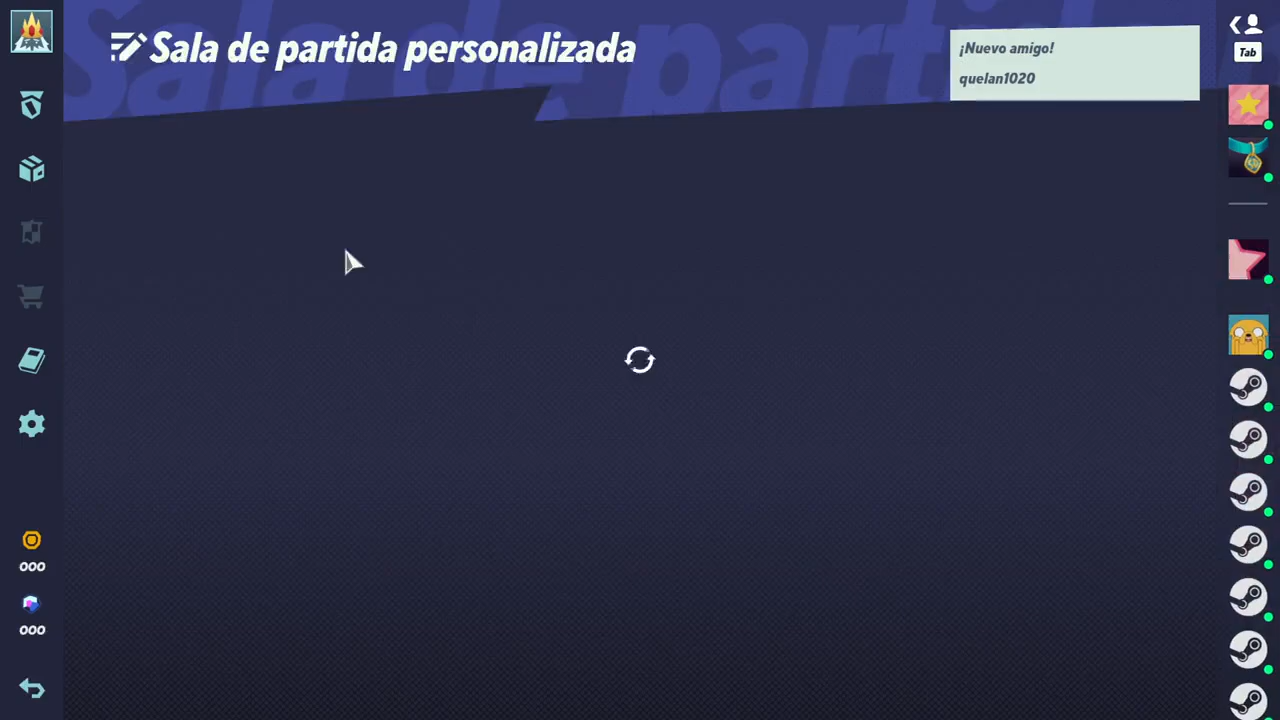 Sala de partida personalizada
¡Nuevo amigo!
quelan1020
Tab
000
000